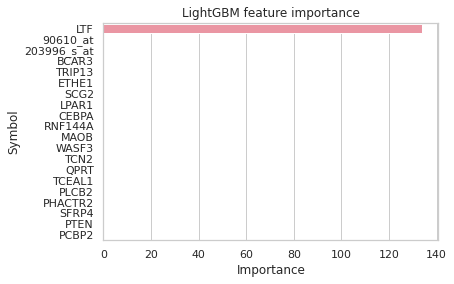 LightGBM feature importance
LTF
90610_at
203996_s_at
BCAR3
TRIP13
ETHE1
SCG2
LPAR1
CEBPA
RNF144A
MAOB
WASF3
TCN2
QPRT
TCEAL1
PLCB2
PHACTR2
SFRP4
PTEN
PCBP2
Symbol
0 20 40 60 80 100 120 140
Importance